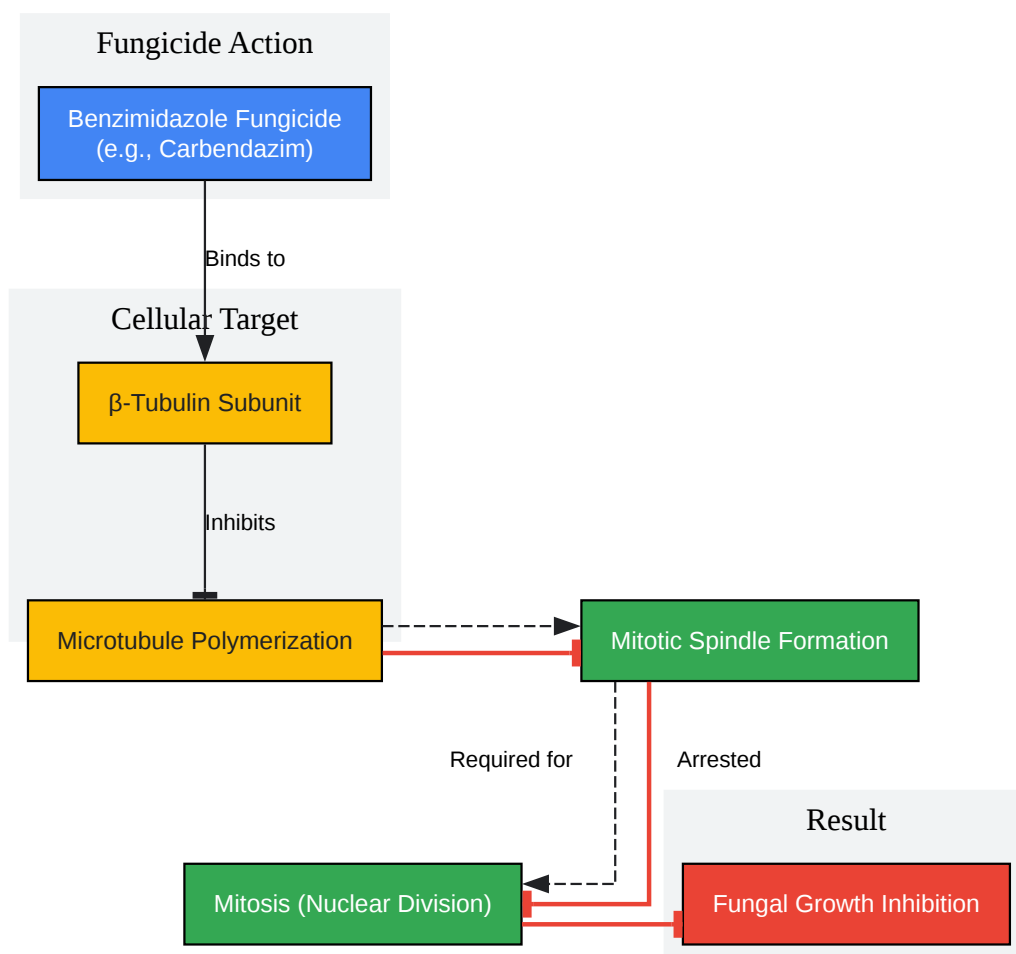 Fungicide Action
Benzimidazole Fungicide
(e.g., Carbendazim)
Binds to
Cellular Target
β-Tubulin Subunit
Inhibits
Microtubule Polymerization
Mitotic Spindle Formation
Required for
Arrested
Result
Mitosis (Nuclear Division)
Fungal Growth Inhibition